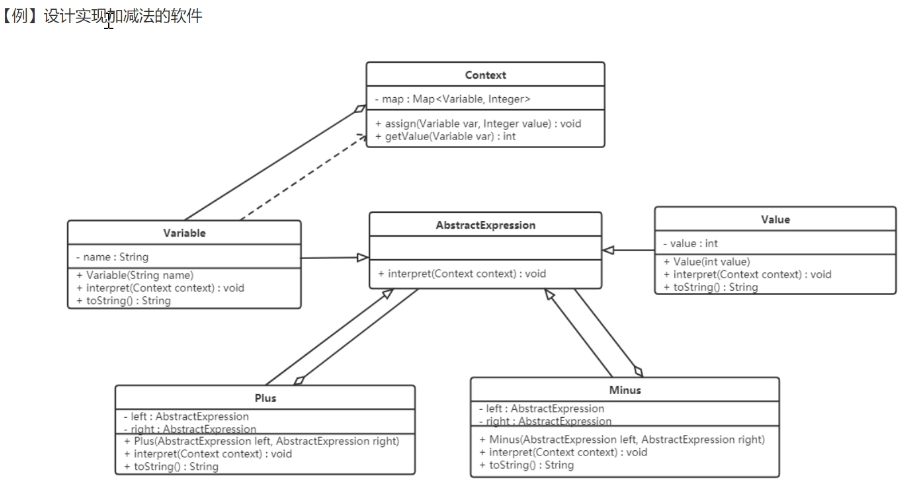 【例】设计实现加减法的软件
Context
- map : Map<Variable, Integer>
+ assign(Variable var, Integer value) : void
+ getValue(Variable var) : int
Variable
- name : String
+ Variable(String name)
+ interpret(Context context) : void
+ toString() : String
AbstractExpression
+ interpret(Context context) : void
Value
- value : int
+ Value(int value)
+ interpret(Context context) : void
+ toString() : String
Plus
- left : AbstractExpression
- right : AbstractExpression
+ Plus(AbstractExpression left, AbstractExpression right)
+ interpret(Context context) : void
+ toString() : String
Minus
- left : AbstractExpression
- right : AbstractExpression
+ Minus(AbstractExpression left, AbstractExpression right)
+ interpret(Context context) : void
+ toString() : String